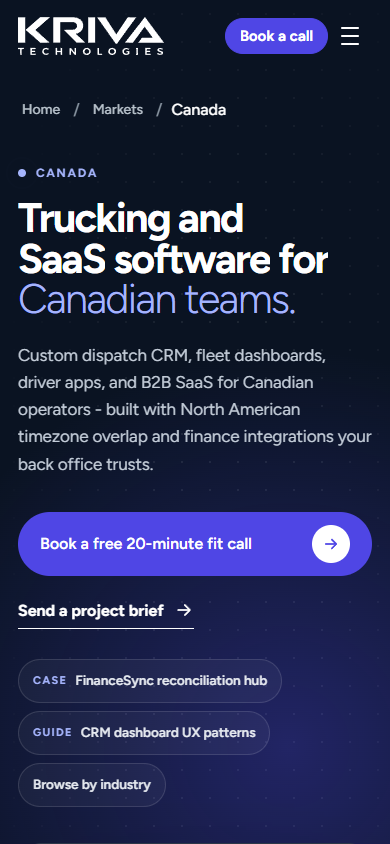 KRIVA
TECHNOLOGIES
Book a call
Home / Markets / Canada
CANADA
Trucking and
SaaS software for
Canadian teams.
Custom dispatch CRM, fleet dashboards,
driver apps, and B2B SaaS for Canadian
operators - built with North American
timezone overlap and finance integrations your
back office trusts.
Book a free 20-minute fit call →
Send a project brief →
CASE FinanceSync reconciliation hub
GUIDE CRM dashboard UX patterns
Browse by industry